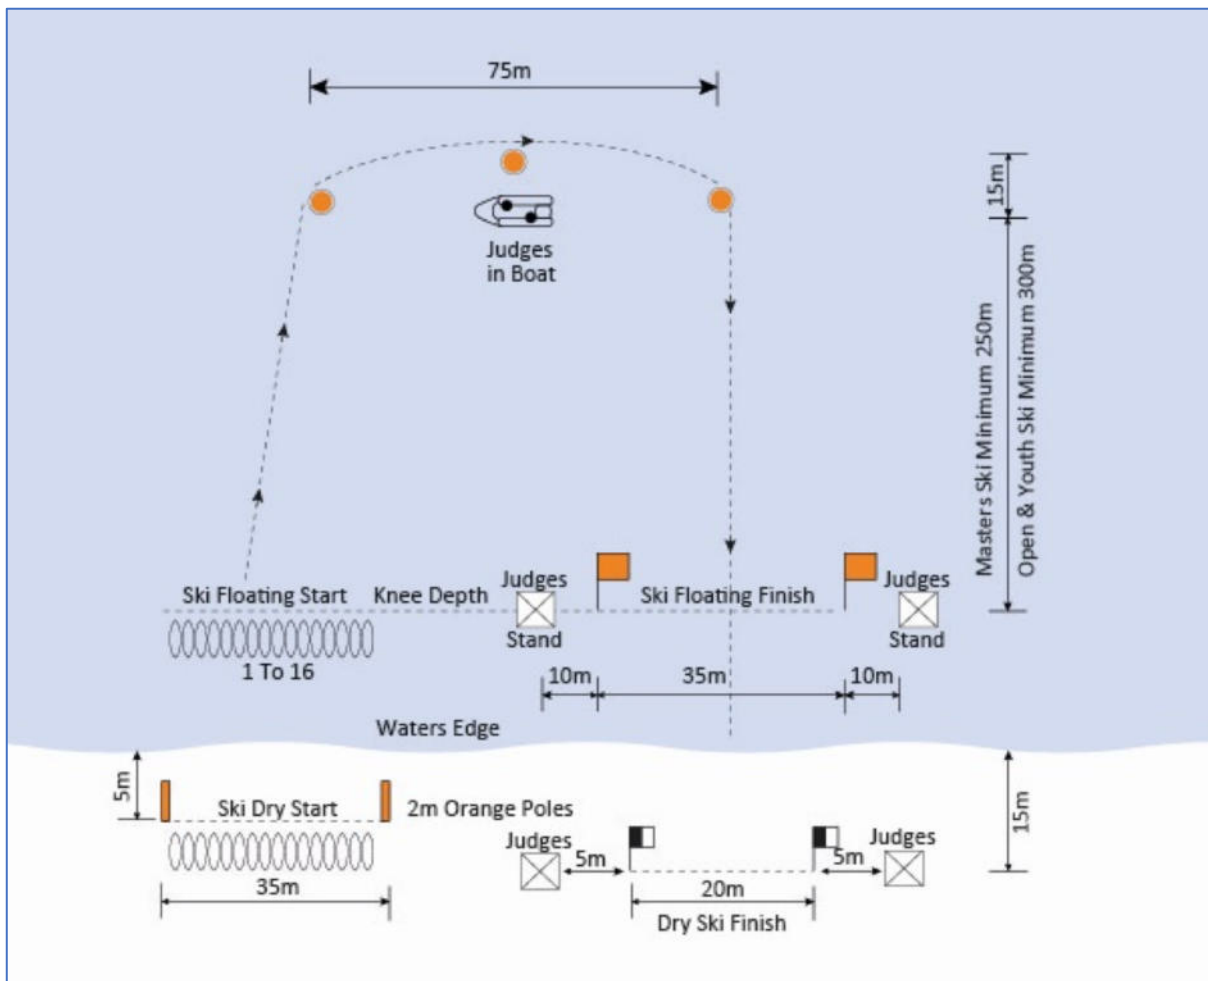 75m
15m
Judges
in Boat
Masters Ski Minimum 250m
Open & Youth Ski Minimum 300m
Ski Floating Start
Knee Depth
Judges
Stand
Ski Floating Finish
Judges
Stand
1 To 16
10m
35m
10m
Waters Edge
5m
Ski Dry Start
2m Orange Poles
15m
Judges
5m
5m
Judges
35m
20m
Dry Ski Finish